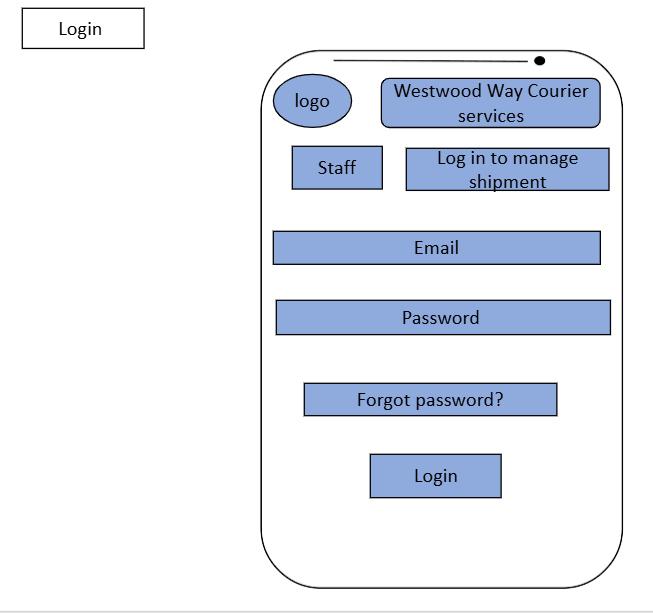 Login
logo
Westwood Way Courier
services
Staff
Log in to manage
shipment
Email
Password
Forgot password?
Login